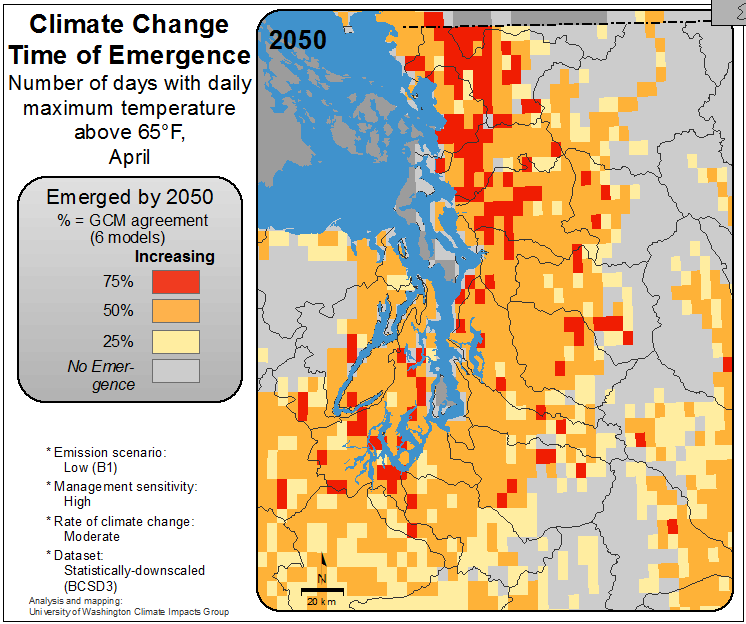 Climate Change
Time of Emergence
Number of days with daily
maximum temperature
above 65°F,
April
Emerged by 2050
% = GCM agreement
(6 models)
Increasing
75%
50%
25%
No Emer-
gence
* Emission scenario:
Low (B1)
* Management sensitivity:
High
* Rate of climate change:
Moderate
* Dataset:
Statistically-downscaled
(BCSD3)
Analysis and mapping:
University of Washington Climate Impacts Group
2050
N
20 km